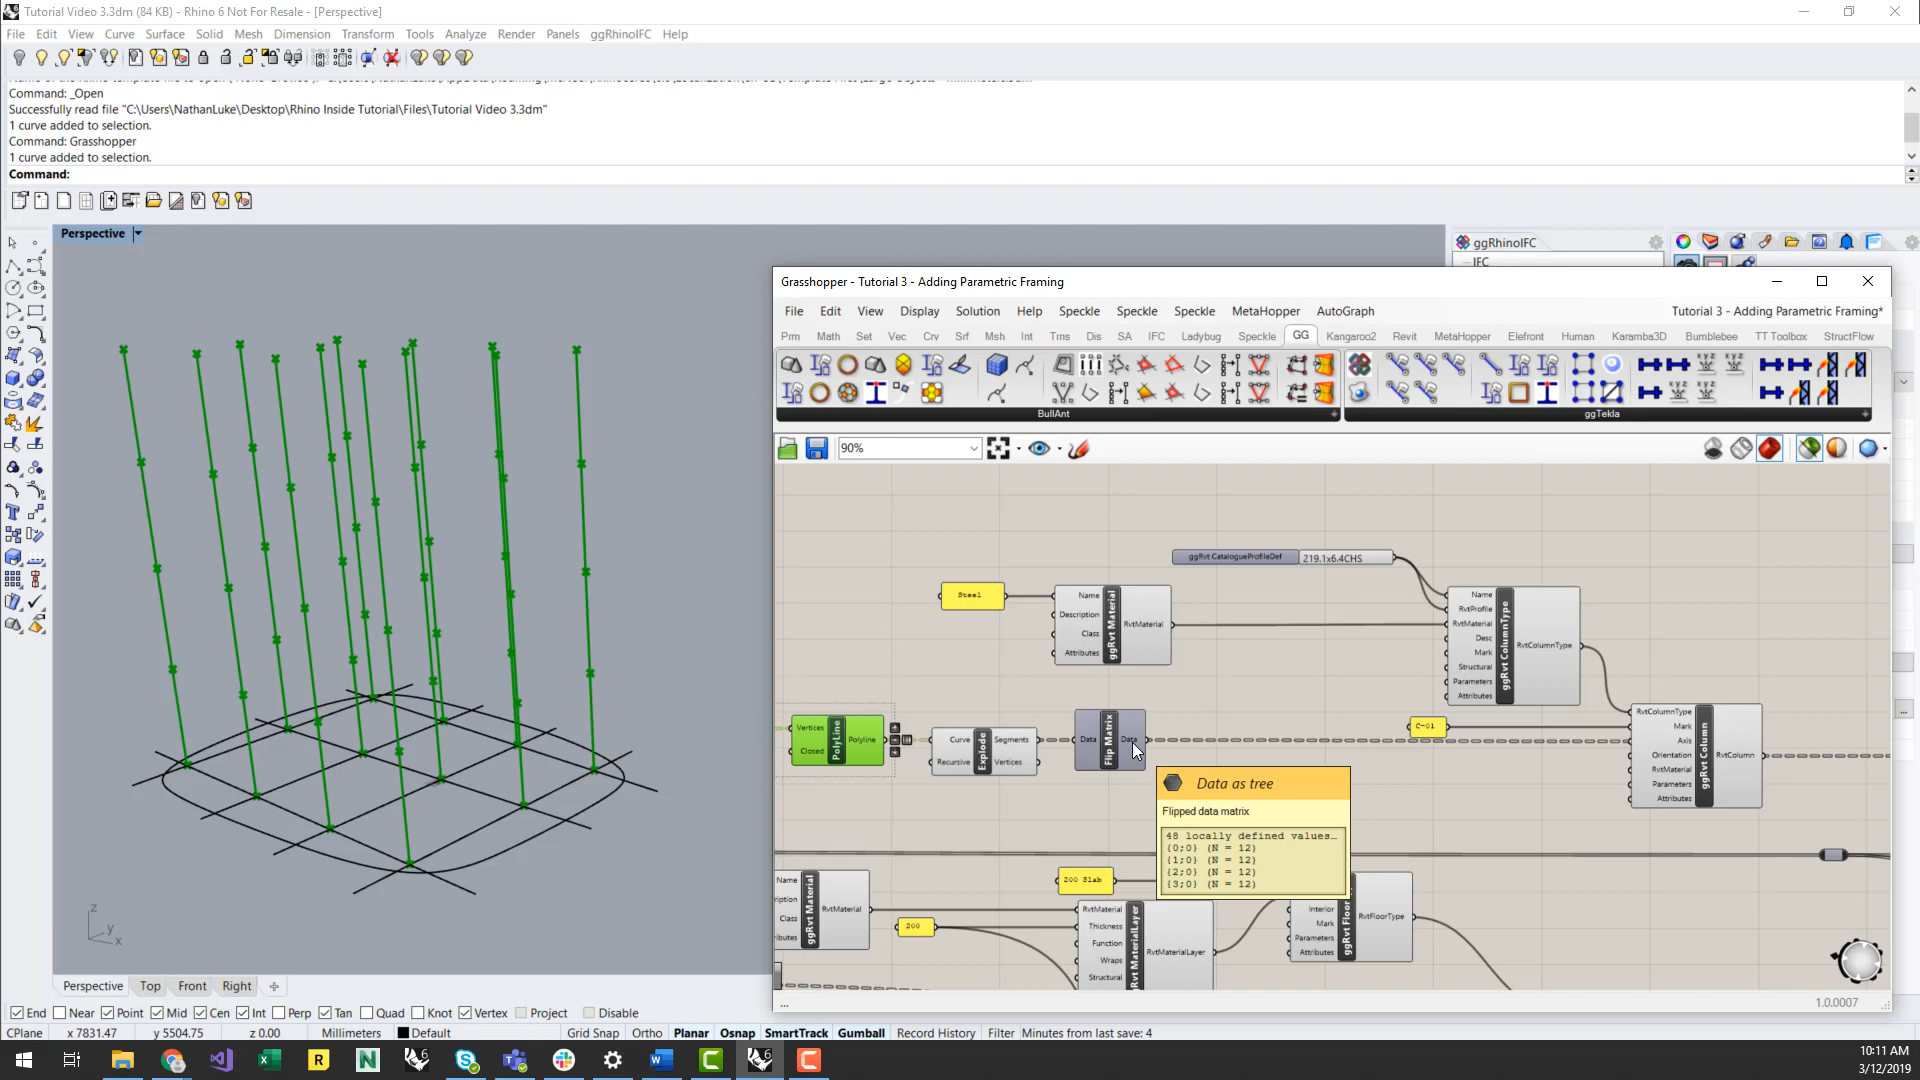 Tutorial Video 3.3dm (84 KB) - Rhino 6 Not For Resale - [Perspective]
File Edit View Curve Surface Solid Mesh Dimension Transform Tools Analyze Render Panels ggRhinoIFC Help
Command: _Open
Successfully read file "C:\Users\NathanLuke\Desktop\Rhino Inside Tutorial\Files\Tutorial Video 3.3dm"
1 curve added to selection.
Command: Grasshopper
1 curve added to selection.
Command:
Perspective
ggRhinoIFC
IFC
Grasshopper - Tutorial 3 - Adding Parametric Framing
File Edit View Display Solution Help Speckle Speckle Speckle MetaHopper AutoGraph
Tutorial 3 - Adding Parametric Framing*
Prm Math Set Vec Crv Srf Msh Int Trns Dis SA IFC Ladybug Speckle GG Kangaroo2 Revit MetaHopper Elefront Human Karamba3D Bumblebee TT Toolbox StructFlow
BullAnt
ggTekla
90%
ggRvt CatalogueProfileDef
219.1x6.4CHS
Steel
Name
Description
Class
Attributes
ggRvt Material
RvtMaterial
Name
RvtProfile
RvtMaterial
Desc
Mark
Structural
Parameters
Attributes
ggRvt ColumnType
RvtColumnType
Vertices
Closed
PolyLine
Polyline
Curve
Recursive
Explode
Segments
Vertices
Data
Flip Matrix
Data
C-01
RvtColumnType
Mark
Axis
Orientation
RvtMaterial
Parameters
Attributes
ggRvt Column
RvtColumn
Data as tree
Flipped data matrix
48 locally defined values…
{0;0} (N = 12)
{1;0} (N = 12)
{2;0} (N = 12)
{3;0} (N = 12)
Name
ription
Class
ributes
ggRvt Material
RvtMaterial
200
200 Slab
RvtMaterial
Thickness
Function
Wraps
Structural
RvtMaterialLayer
Interior
Mark
Parameters
Attributes
RvtFloorType
...
1.0.0007
z
y
x
Perspective Top Front Right
End Near Point Mid Cen Int Perp Tan Quad Knot Vertex Project Disable
CPlane x 7831.47 y 5504.75 z 0.00 Millimeters Default Grid Snap Ortho Planar Osnap SmartTrack Gumball Record History Filter Minutes from last save: 4
10:11 AM
3/12/2019